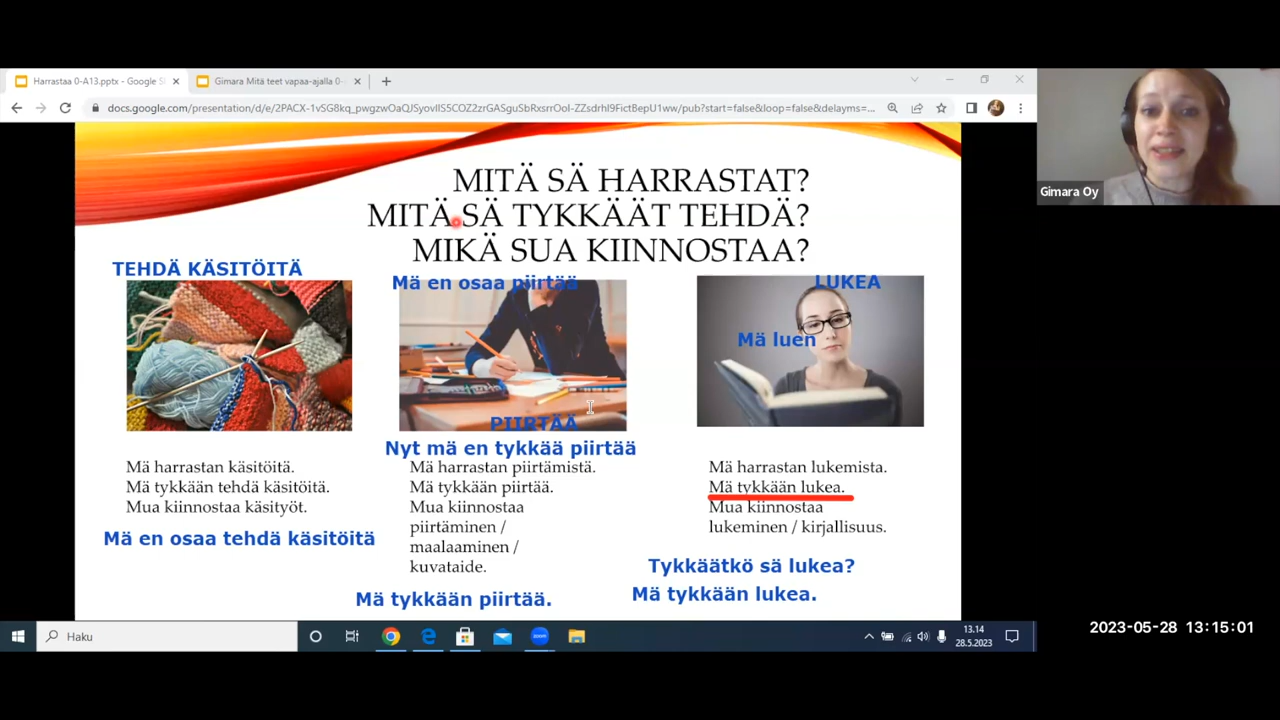 Harrastaa 0-A13.pptx - Google S
Gimara Mitä teet vapaa-ajalla 0-
docs.google.com/presentation/d/e/2PACX-1vSG8kq_pwgzwOaQJSyovIlS5COZ2zrGASguSbRxsrrOoI-ZZsdrhl9FictBepU1ww/pub?start=false&loop=false&delayms=...
Gimara Oy
MITÄ SÄ HARRASTAT?
MITÄ SÄ TYKKÄÄT TEHDÄ?
MIKÄ SUA KIINNOSTAA?
TEHDÄ KÄSITÖITÄ
Mä harrastan käsitöitä.
Mä tykkään tehdä käsitöitä.
Mua kiinnostaa käsityöt.
Mä en osaa tehdä käsitöitä
Mä en osaa piirtää
PIIRTÄÄ
Nyt mä en tykkää piirtää
Mä harrastan piirtämistä.
Mä tykkään piirtää.
Mua kiinnostaa
piirtäminen /
maalaaminen /
kuvataide.
Mä tykkään piirtää.
LUKEA
Mä luen
Mä harrastan lukemista.
Mä tykkään lukea.
Mua kiinnostaa
lukeminen / kirjallisuus.
Tykkäätkö sä lukea?
Mä tykkään lukea.
Haku
zoom
13.14
28.5.2023
2023-05-28 13:15:01